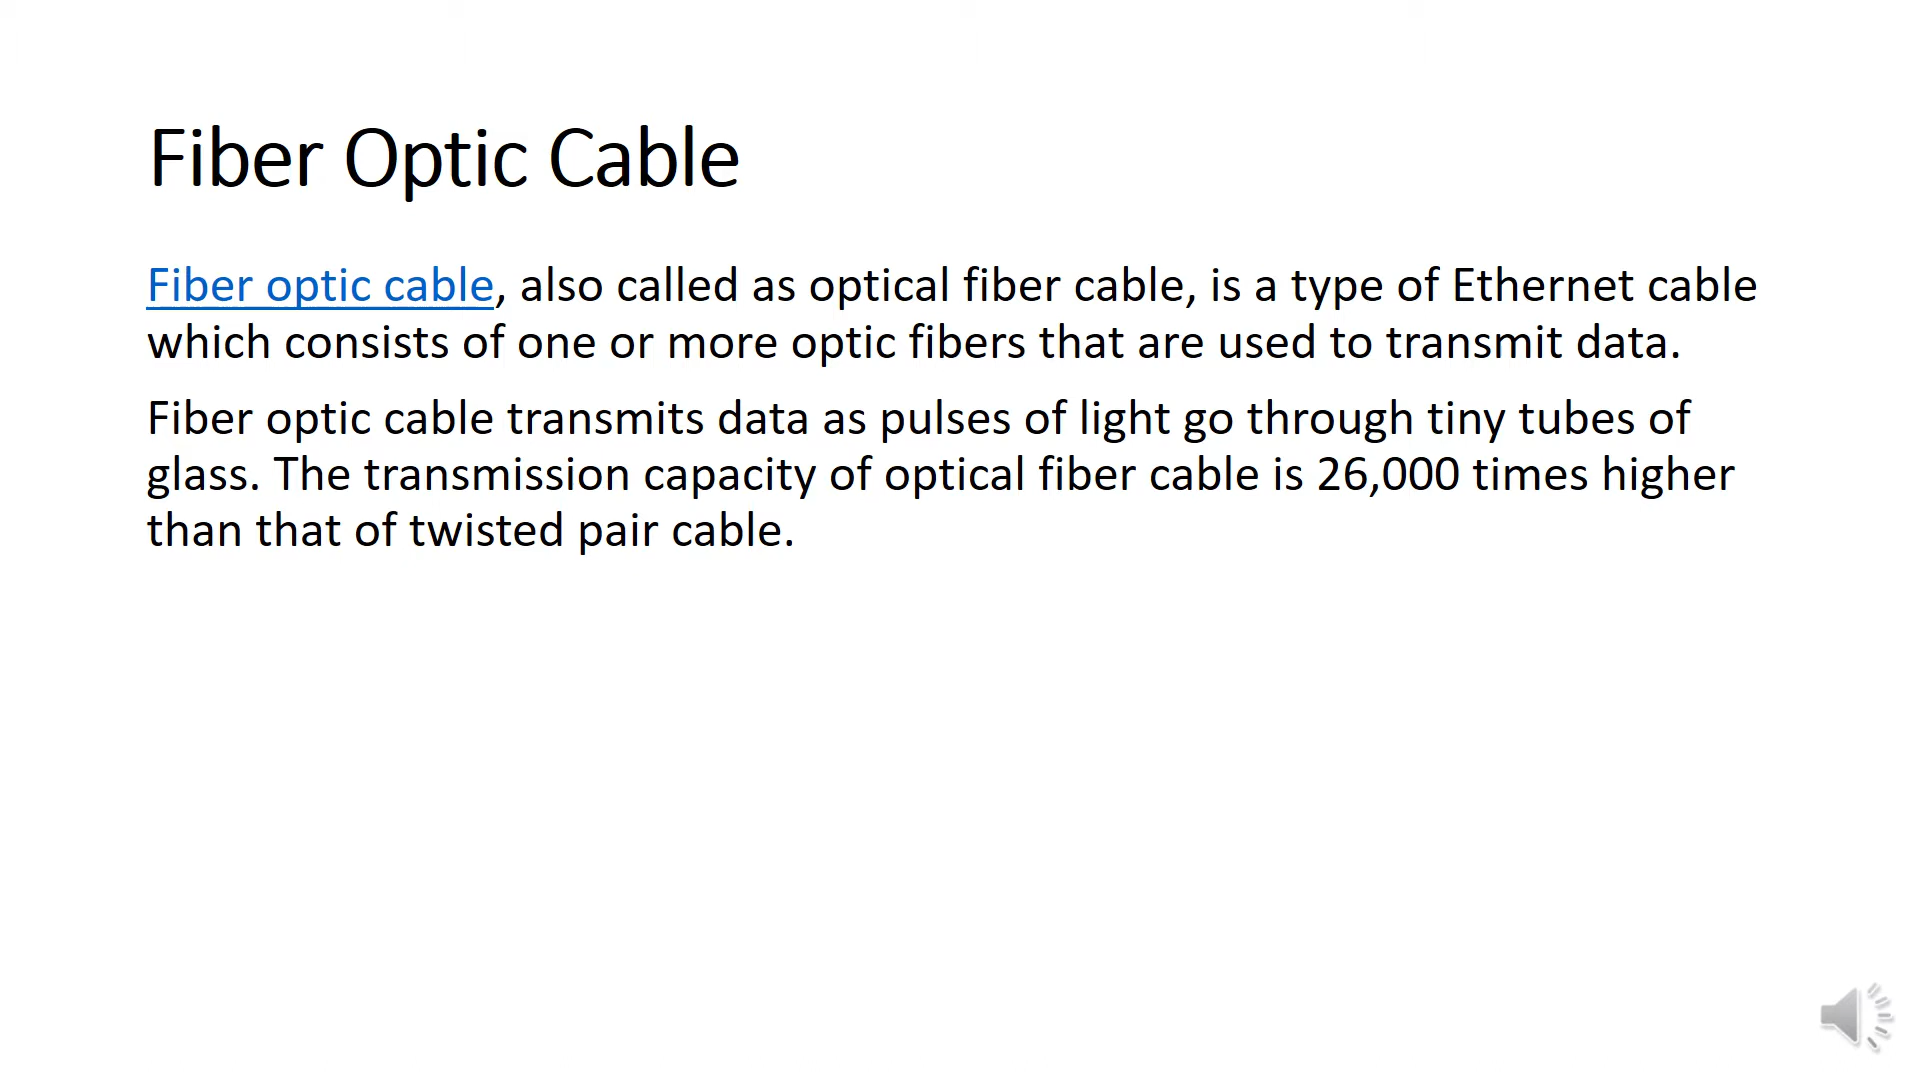 Fiber Optic Cable
Fiber optic cable, also called as optical fiber cable, is a type of Ethernet cable
which consists of one or more optic fibers that are used to transmit data.
Fiber optic cable transmits data as pulses of light go through tiny tubes of
glass. The transmission capacity of optical fiber cable is 26,000 times higher
than that of twisted pair cable.